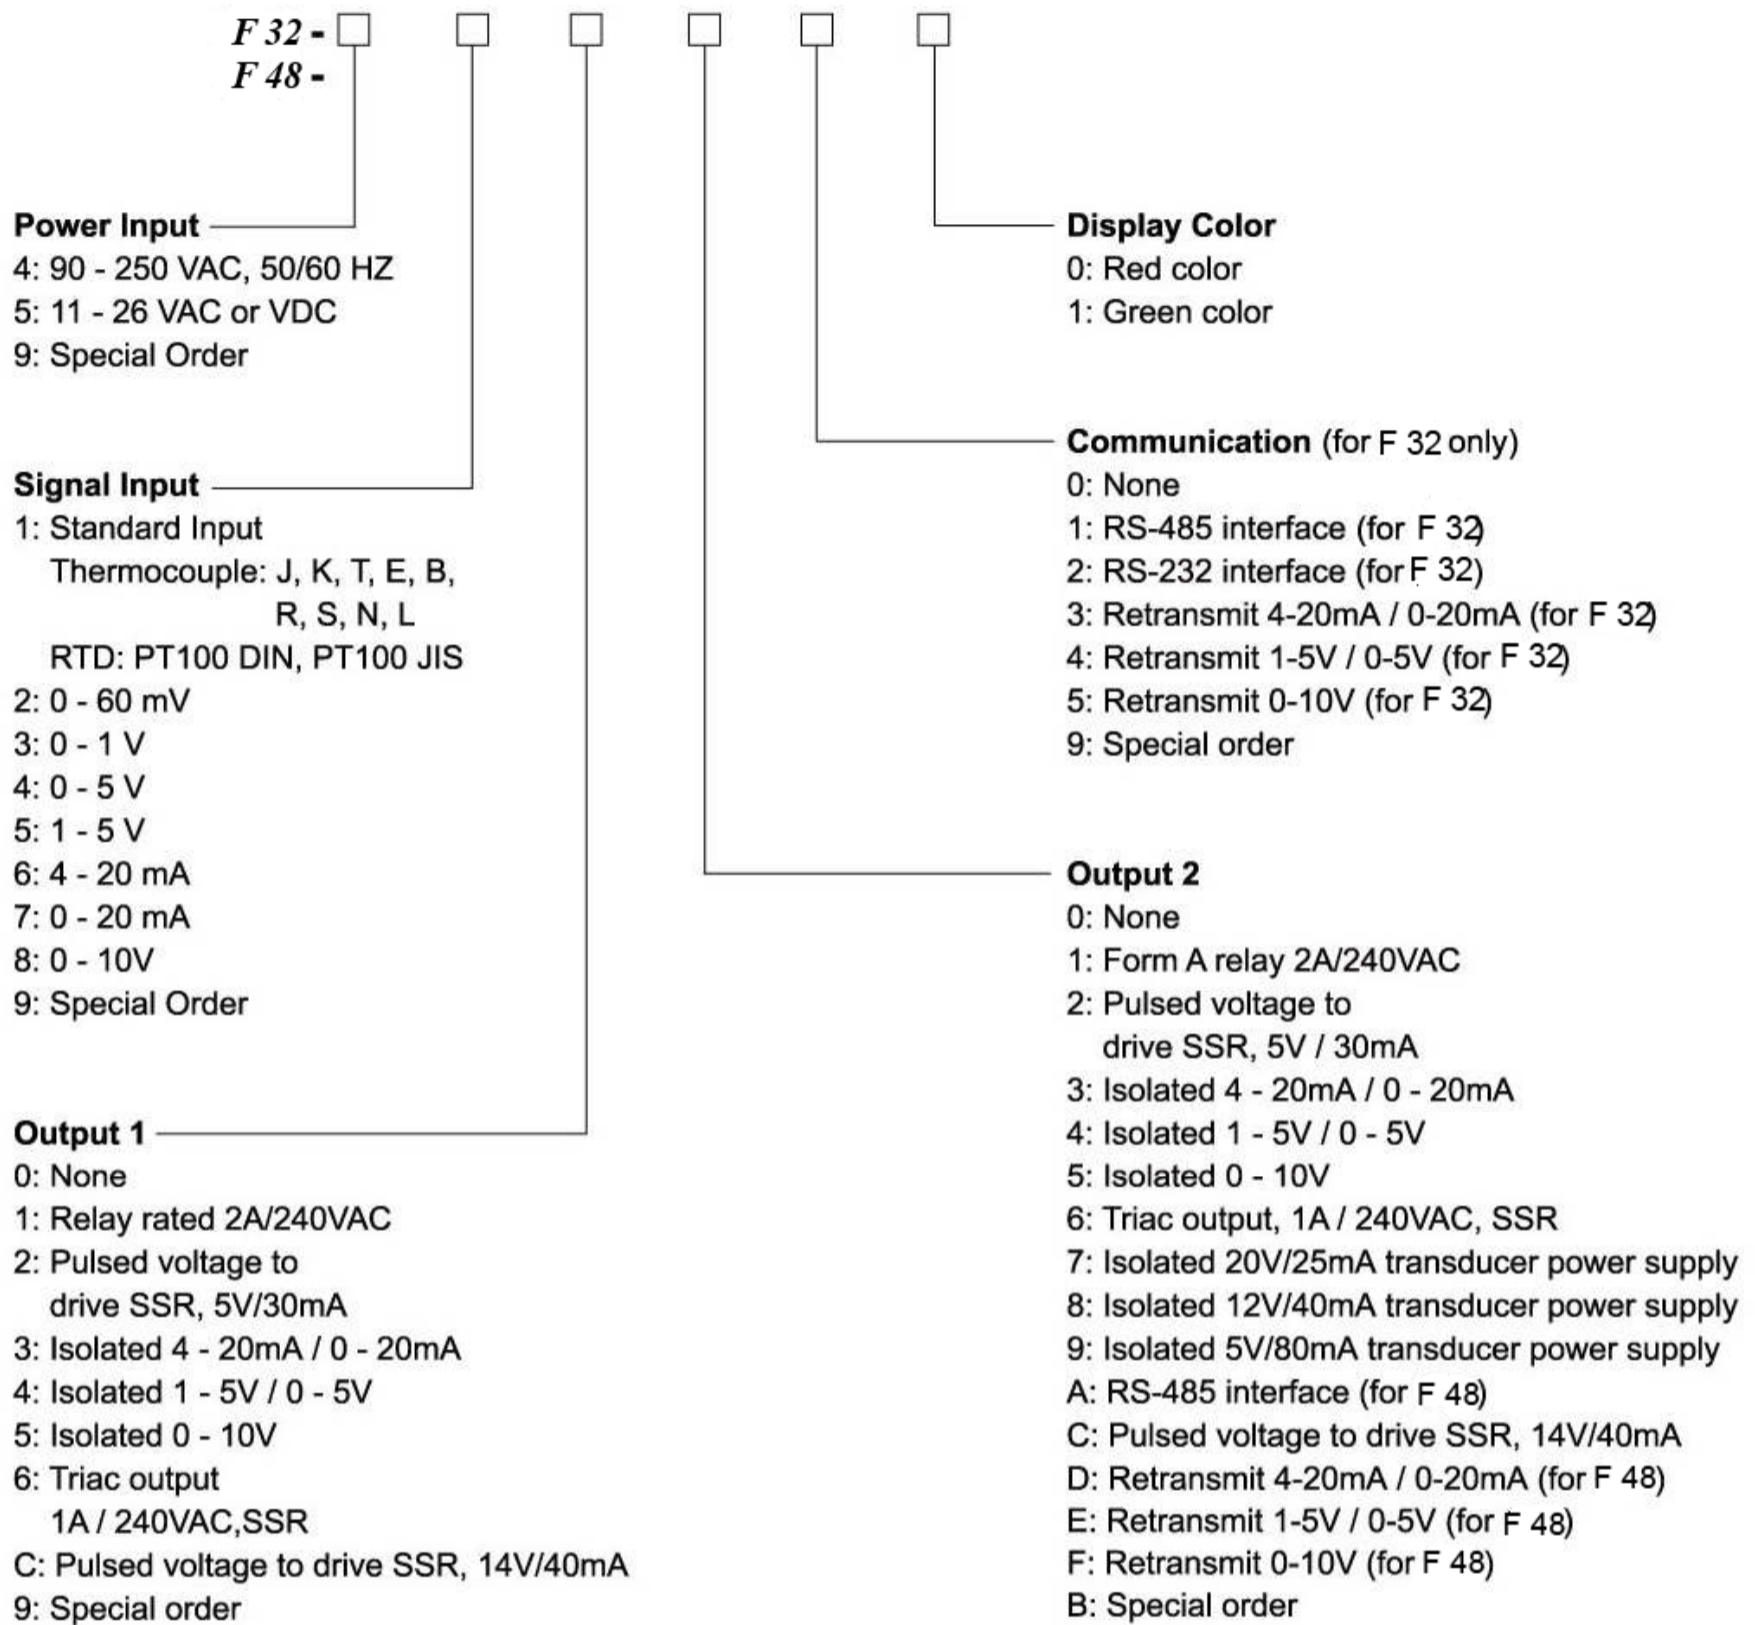 F 32 -
F 48 -
Power Input
4: 90 - 250 VAC, 50/60 HZ
5: 11 - 26 VAC or VDC
9: Special Order
Signal Input
1: Standard Input
Thermocouple: J, K, T, E, B,
R, S, N, L
RTD: PT100 DIN, PT100 JIS
2: 0 - 60 mV
3: 0 - 1 V
4: 0 - 5 V
5: 1 - 5 V
6: 4 - 20 mA
7: 0 - 20 mA
8: 0 - 10V
9: Special Order
Output 1
0: None
1: Relay rated 2A/240VAC
2: Pulsed voltage to
drive SSR, 5V/30mA
3: Isolated 4 - 20mA / 0 - 20mA
4: Isolated 1 - 5V / 0 - 5V
5: Isolated 0 - 10V
6: Triac output
1A / 240VAC,SSR
C: Pulsed voltage to drive SSR, 14V/40mA
9: Special order
Display Color
0: Red color
1: Green color
Communication (for F 32 only)
0: None
1: RS-485 interface (for F 32)
2: RS-232 interface (for F 32)
3: Retransmit 4-20mA / 0-20mA (for F 32)
4: Retransmit 1-5V / 0-5V (for F 32)
5: Retransmit 0-10V (for F 32)
9: Special order
Output 2
0: None
1: Form A relay 2A/240VAC
2: Pulsed voltage to
drive SSR, 5V / 30mA
3: Isolated 4 - 20mA / 0 - 20mA
4: Isolated 1 - 5V / 0 - 5V
5: Isolated 0 - 10V
6: Triac output, 1A / 240VAC, SSR
7: Isolated 20V/25mA transducer power supply
8: Isolated 12V/40mA transducer power supply
9: Isolated 5V/80mA transducer power supply
A: RS-485 interface (for F 48)
C: Pulsed voltage to drive SSR, 14V/40mA
D: Retransmit 4-20mA / 0-20mA (for F 48)
E: Retransmit 1-5V / 0-5V (for F 48)
F: Retransmit 0-10V (for F 48)
B: Special order